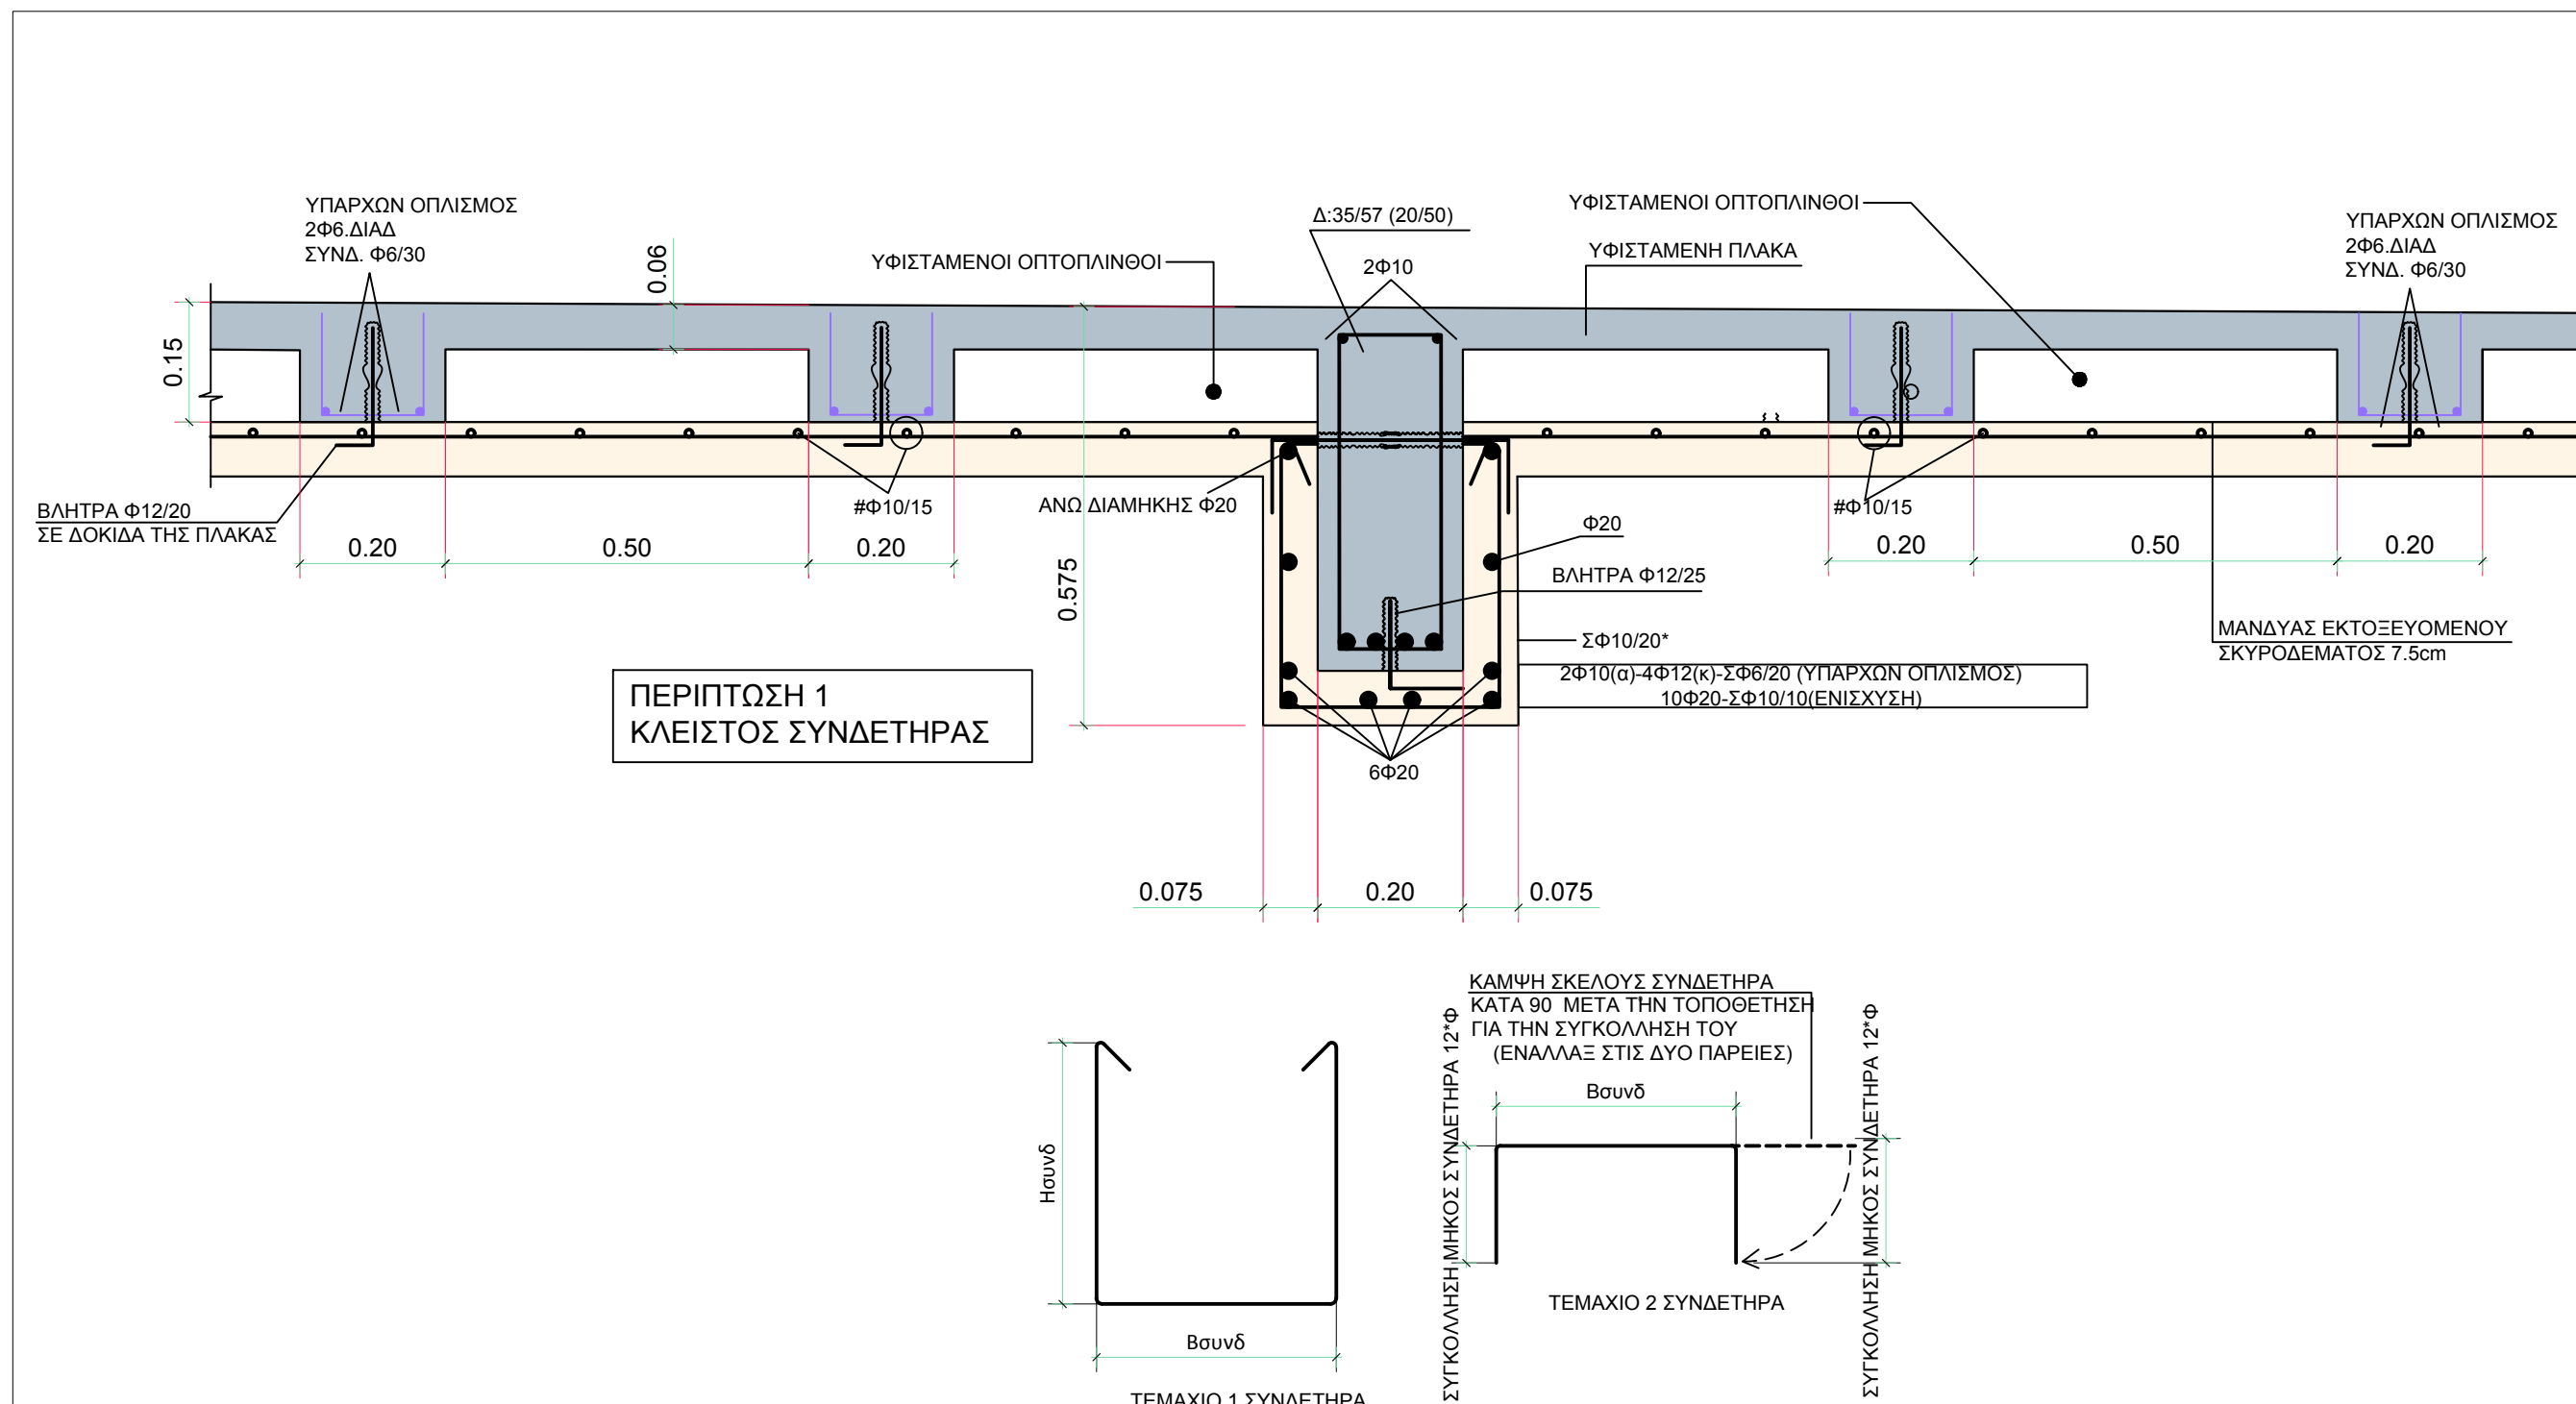 ΥΠΑΡΧΩΝ ΟΠΛΙΣΜΟΣ
2Φ6.ΔΙΑΔ
ΣΥΝΔ. Φ6/30
0.06
ΥΦΙΣΤΑΜΕΝΟΙ ΟΠΤΟΠΛΙΝΘΟΙ
Δ:35/57 (20/50)
2Φ10
ΥΦΙΣΤΑΜΕΝΟΙ ΟΠΤΟΠΛΙΝΘΟΙ
ΥΦΙΣΤΑΜΕΝΗ ΠΛΑΚΑ
ΥΠΑΡΧΩΝ ΟΠΛΙΣΜΟΣ
2Φ6.ΔΙΑΔ
ΣΥΝΔ. Φ6/30
0.15
ΒΛΗΤΡΑ Φ12/20
ΣΕ ΔΟΚΙΔΑ ΤΗΣ ΠΛΑΚΑΣ
#Φ10/15
ΑΝΩ ΔΙΑΜΗΚΗΣ Φ20
#Φ10/15
0.20
0.50
0.20
0.575
Φ20
ΒΛΗΤΡΑ Φ12/25
0.20
0.50
0.20
ΣΦ10/20*
ΜΑΝΔΥΑΣ ΕΚΤΟΞΕΥΟΜΕΝΟΥ
ΣΚΥΡΟΔΕΜΑΤΟΣ 7.5cm
2Φ10(α)-4Φ12(κ)-ΣΦ6/20 (ΥΠΑΡΧΩΝ ΟΠΛΙΣΜΟΣ)
10Φ20-ΣΦ10/10(ΕΝΙΣΧΥΣΗ)
ΠΕΡΙΠΤΩΣΗ 1
ΚΛΕΙΣΤΟΣ ΣΥΝΔΕΤΗΡΑΣ
6Φ20
0.075
0.20
0.075
ΚΑΜΨΗ ΣΚΕΛΟΥΣ ΣΥΝΔΕΤΗΡΑ
ΚΑΤΑ 90 ΜΕΤΑ ΤΗΝ ΤΟΠΟΘΕΤΗΣΗ
ΓΙΑ ΤΗΝ ΣΥΓΚΟΛΛΗΣΗ ΤΟΥ
(ΕΝΑΛΛΑΞ ΣΤΙΣ ΔΥΟ ΠΑΡΕΙΕΣ)
Βσυνδ
Ησυνδ
Βσυνδ
ΤΕΜΑΧΙΟ 1 ΣΥΝΔΕΤΗΡΑ
ΣΥΓΚΟΛΛΗΣΗ ΜΗΚΟΣ ΣΥΝΔΕΤΗΡΑ 12*Φ
ΣΥΓΚΟΛΛΗΣΗ ΜΗΚΟΣ ΣΥΝΔΕΤΗΡΑ 12*Φ
ΤΕΜΑΧΙΟ 2 ΣΥΝΔΕΤΗΡΑ